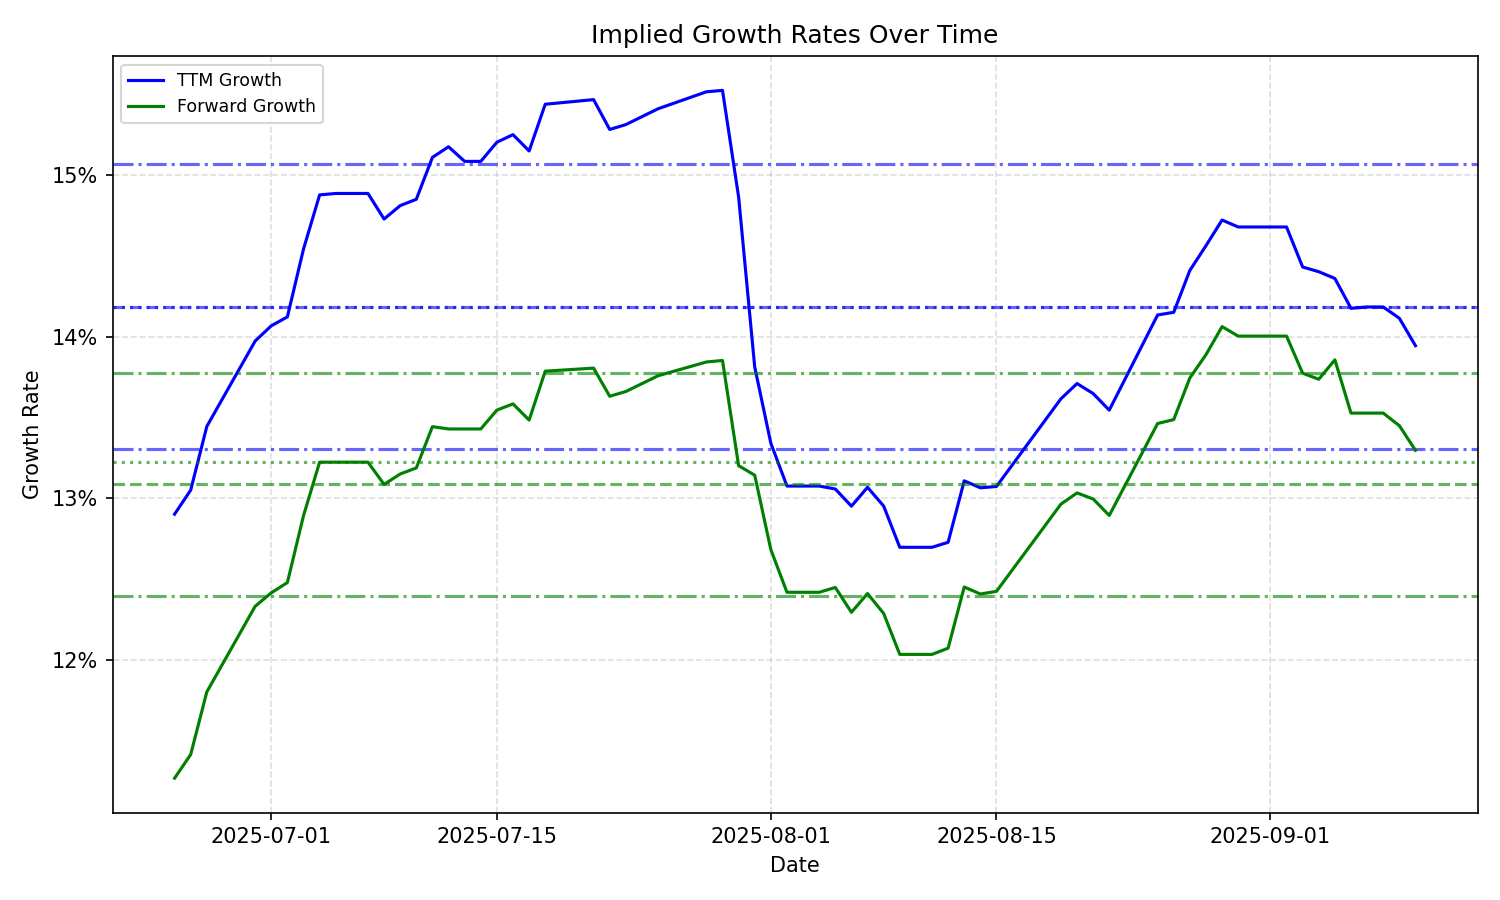 Implied Growth Rates Over Time
TTM Growth
Forward Growth
15%
14%
13%
12%
Growth Rate
2025-07-01
2025-07-15
2025-08-01
2025-08-15
2025-09-01
Date